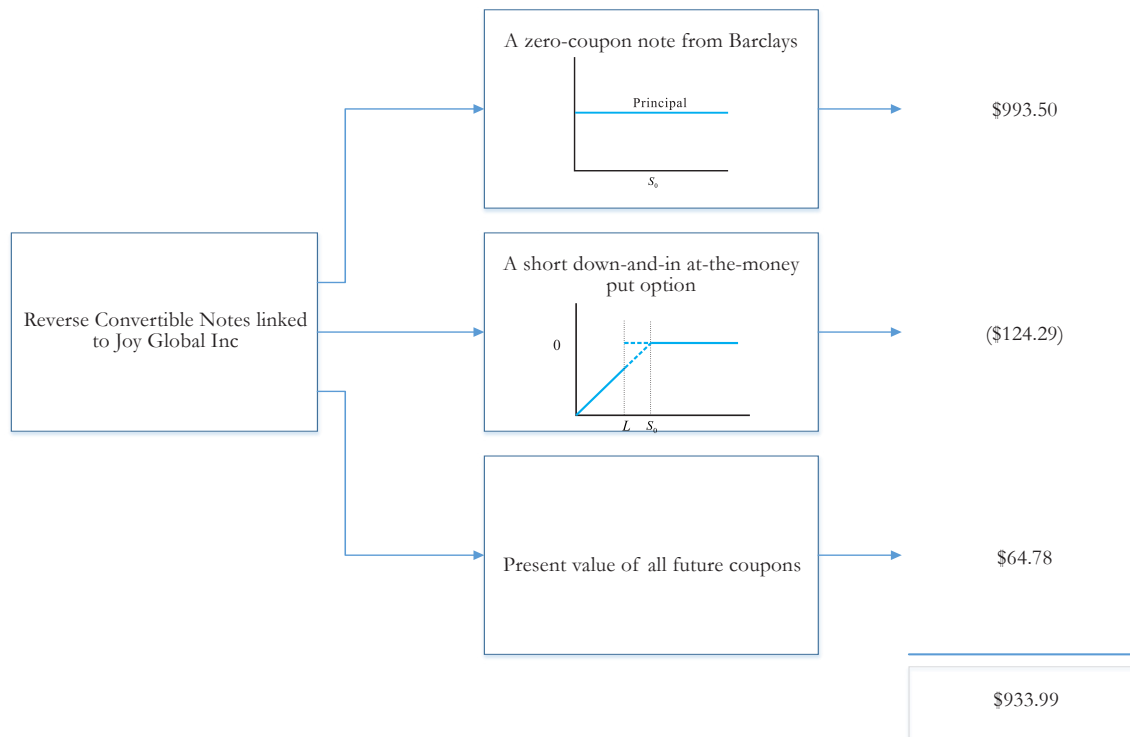 A zero-coupon note from Barclays
Principal
S₀
$993.50
Reverse Convertible Notes linked
to Joy Global Inc
A short down-and-in at-the-money
put option
0
L
S₀
($124.29)
Present value of all future coupons
$64.78
$933.99